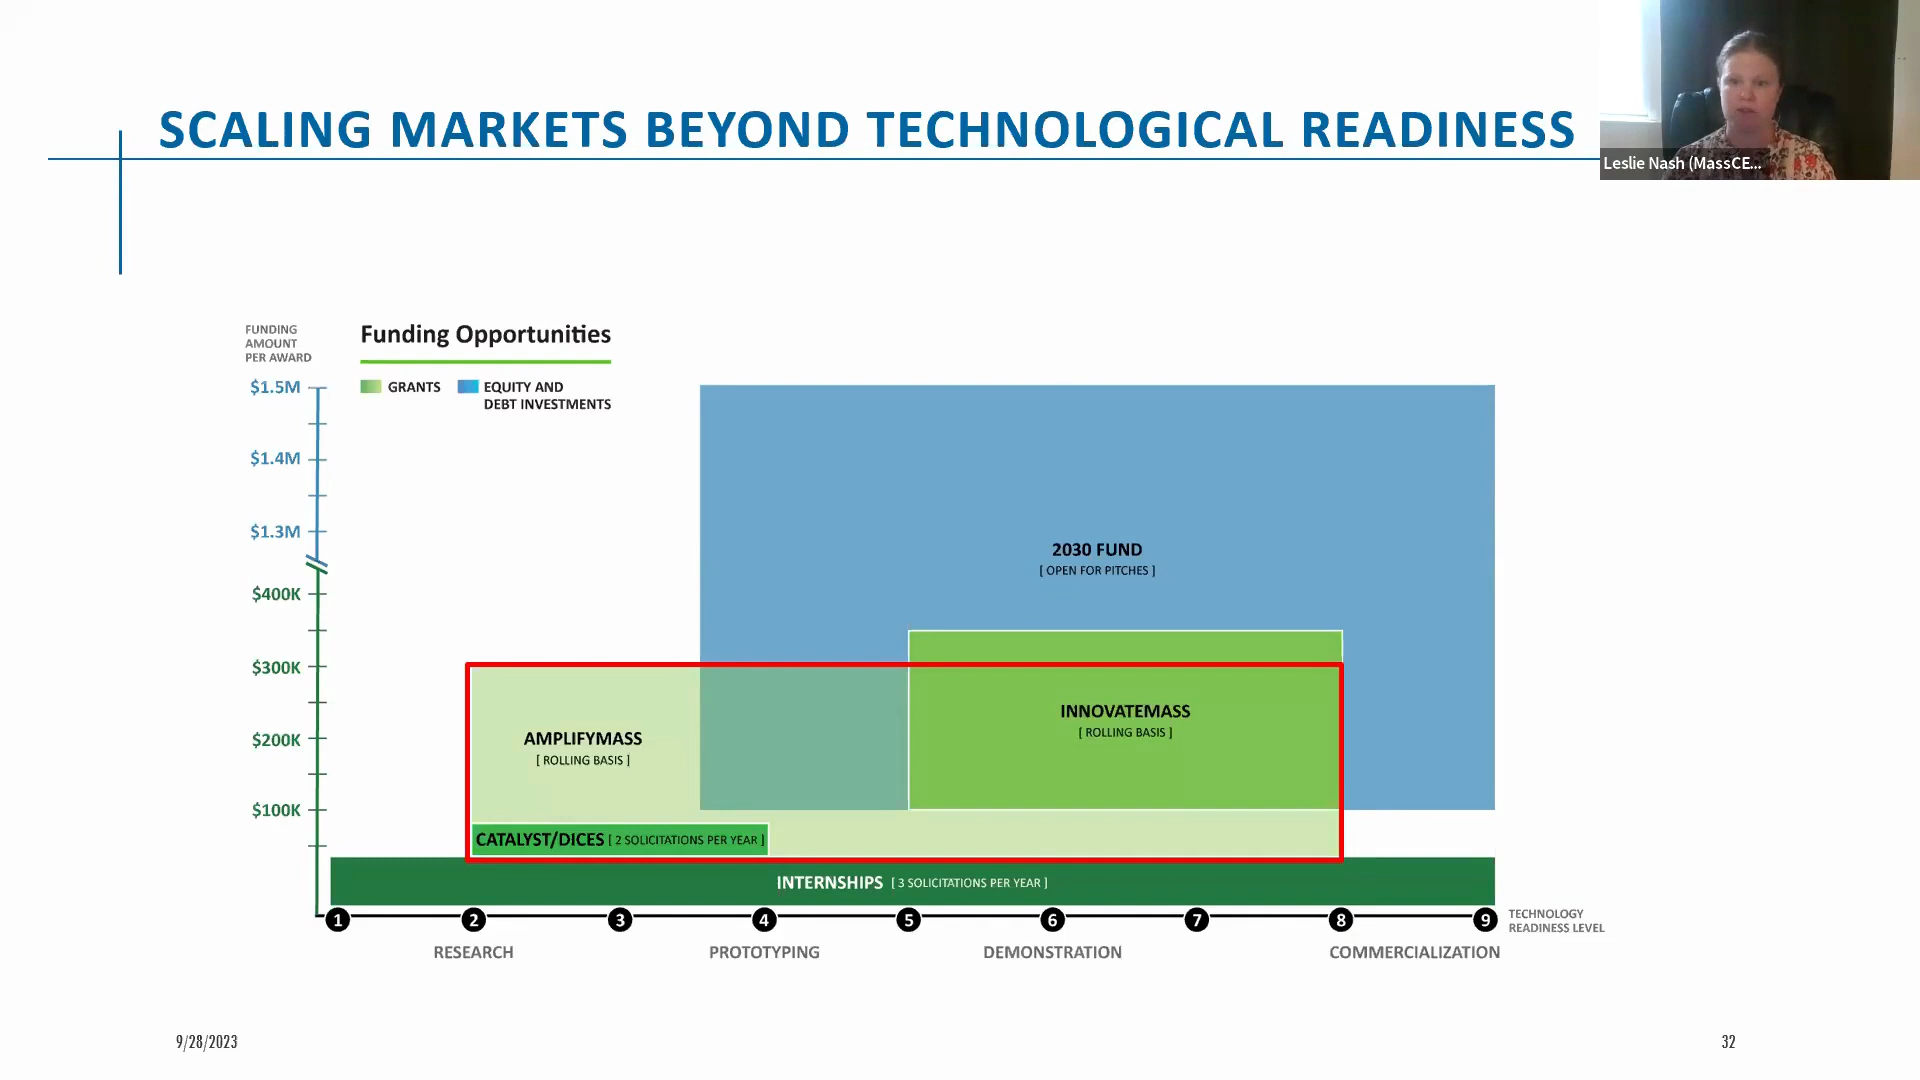 SCALING MARKETS BEYOND TECHNOLOGICAL READINESS
Leslie Nash (MassCE...
FUNDING
AMOUNT
PER AWARD
Funding Opportunities
GRANTS
EQUITY AND
DEBT INVESTMENTS
$1.5M
$1.4M
$1.3M
$400K
$300K
$200K
$100K
2030 FUND
[ OPEN FOR PITCHES ]
INNOVATEMASS
[ ROLLING BASIS ]
AMPLIFYMASS
[ ROLLING BASIS ]
CATALYST/DICES [ 2 SOLICITATIONS PER YEAR ]
INTERNSHIPS [ 3 SOLICITATIONS PER YEAR ]
1 2 3 4 5 6 7 8 9
TECHNOLOGY
READINESS LEVEL
RESEARCH PROTOTYPING DEMONSTRATION COMMERCIALIZATION
9/28/2023
32